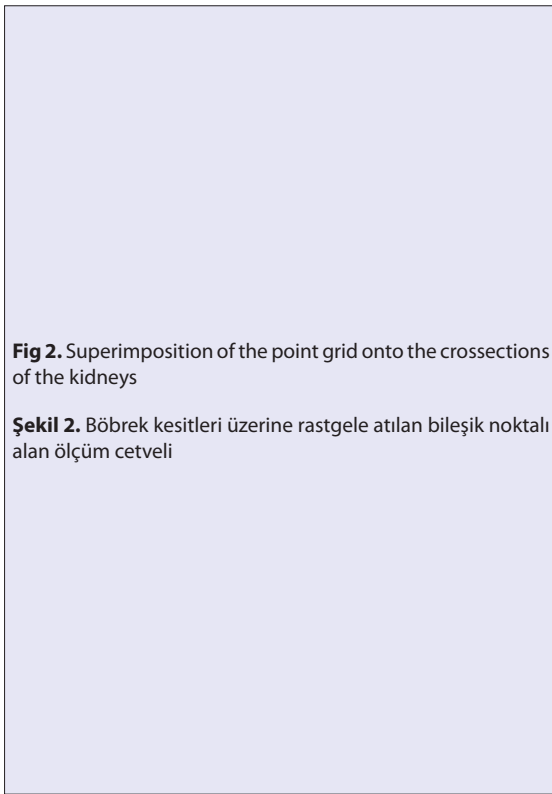 Fig 2. Superimposition of the point grid onto the crossections
of the kidneys
Şekil 2. Böbrek kesitleri üzerine rastgele atılan bileşik noktalı
alan ölçüm cetveli